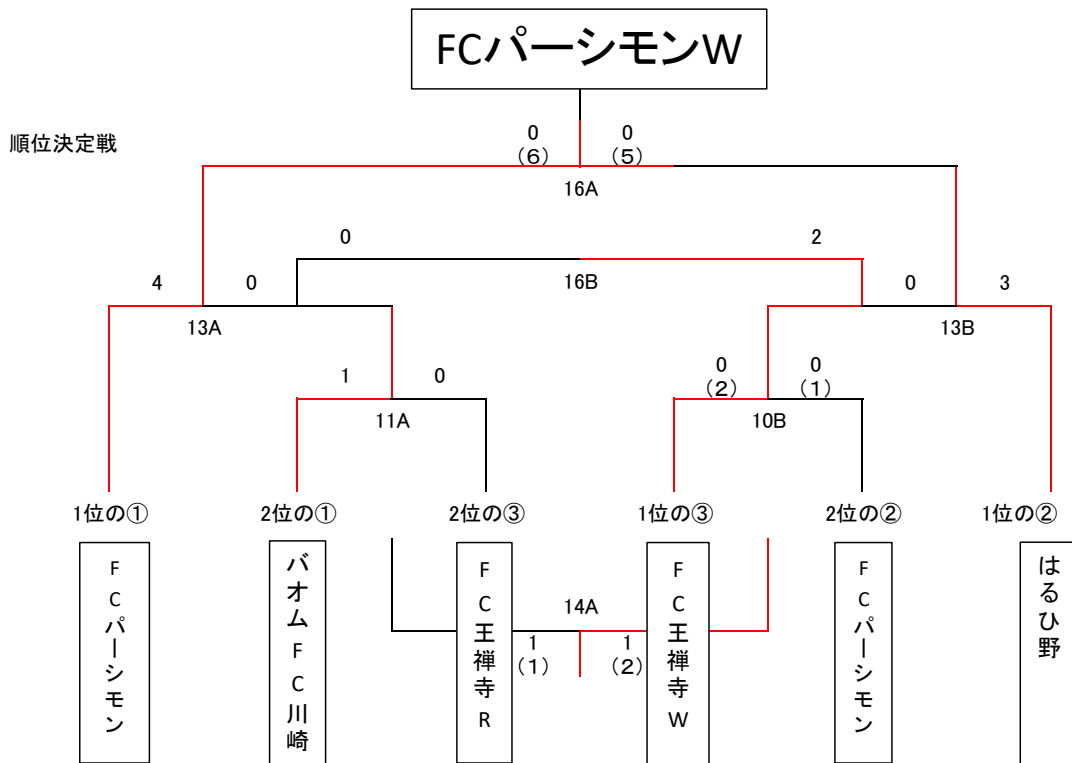 FCパーシモンW
順位決定戦
0 0
(6) (5)
16A
0 2
16B
4 0 0 3
13A 13B
1 0 0 0
(2) (1)
11A 10B
1位の① 2位の① 2位の③ 1位の③ 2位の② 1位の②
FCパーシモン
バオムFC川崎
FC王禅寺R
FC王禅寺W
FCパーシモン
はるひ野
14A
1 1
(1) (2)